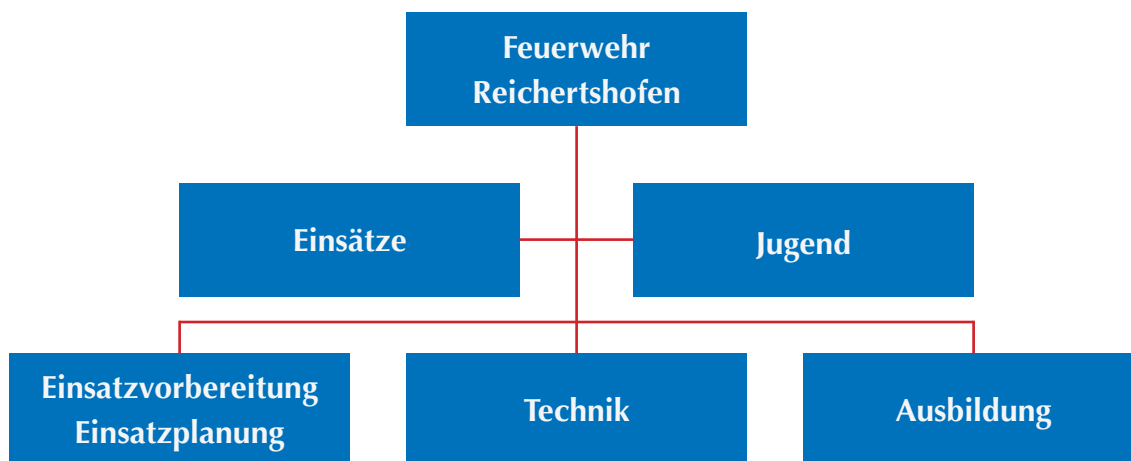 Feuerwehr
Reichertshofen
Einsätze
Jugend
Einsatzvorbereitung
Einsatzplanung
Technik
Ausbildung